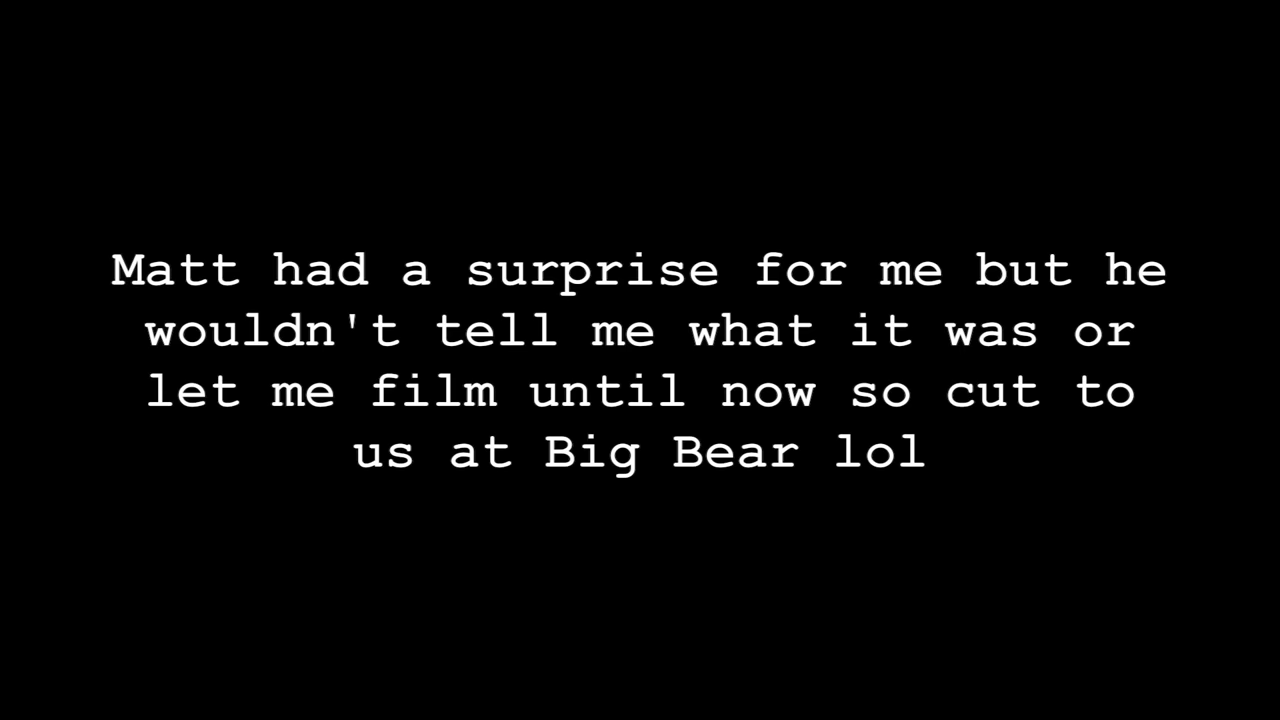 Matt had a surprise for me but he
wouldn't tell me what it was or
let me film until now so cut to
us at Big Bear lol